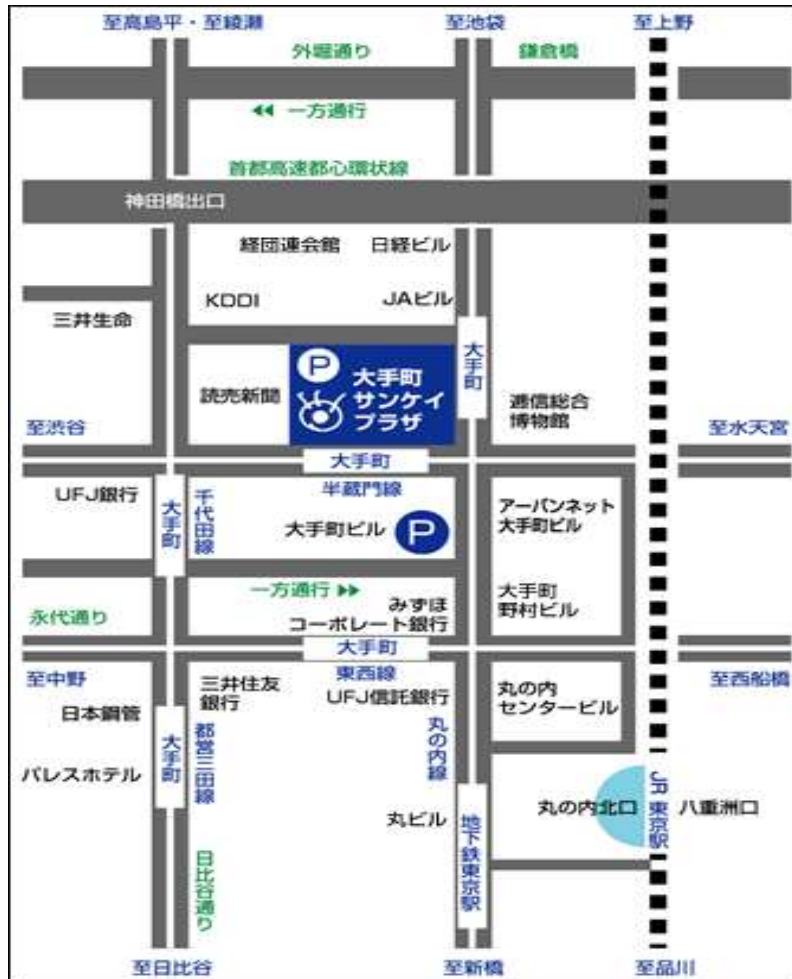 至高島平・至綾瀬
至池袋
至上野
外堀通り
鎌倉橋
一方通行
首都高速都心環状線
神田橋出口
経団連会館
日経ビル
KDDI
JAビル
三井生命
大手町
P
大手町
サンケイ
プラザ
読売新聞
逓信総合
博物館
至渋谷
至水天宮
大手町
UFJ銀行
半蔵門線
大手町
千代田線
大手町ビル
P
アーバンネット
大手町ビル
一方通行
大手町
野村ビル
みずほ
コーポレート銀行
永代通り
大手町
至中野
東西線
至西船橋
三井住友
銀行
UFJ信託銀行
丸の内
センタービル
日本鋼管
大手町
都営三田線
丸の内線
パレスホテル
JR東京駅
丸の内北口
八重洲口
丸ビル
地下鉄東京駅
日比谷通り
至日比谷
至新橋
至品川